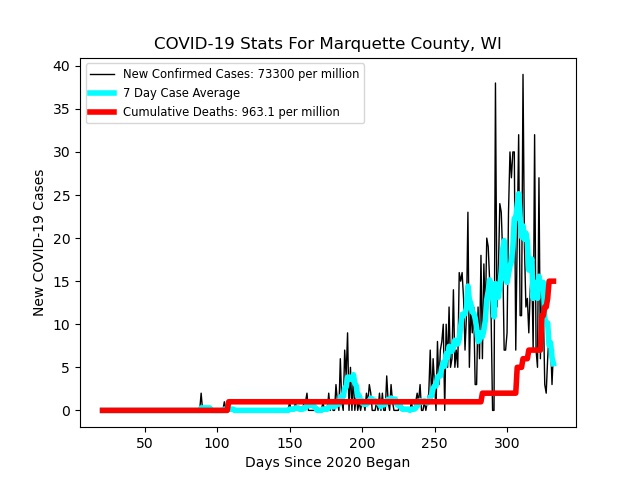 COVID-19 Stats For Marquette County, WI
New Confirmed Cases: 73300 per million
7 Day Case Average
Cumulative Deaths: 963.1 per million
New COVID-19 Cases
40
35
30
25
20
15
10
5
0
50
100
150
200
250
300
Days Since 2020 Began